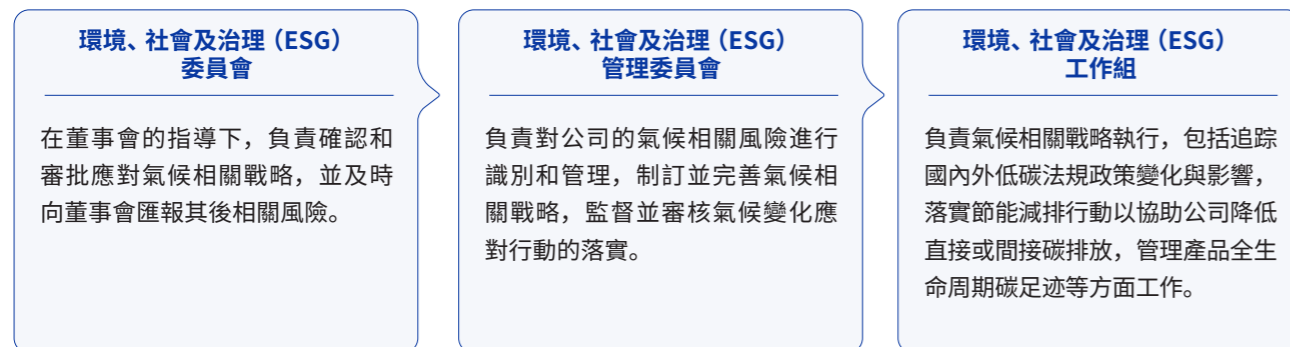 環境、社會及治理（ESG）
委員會
在董事會的指導下，負責確認和
審批應對氣候相關戰略，並及時
向董事會匯報其後相關風險。
環境、社會及治理（ESG）
管理委員會
負責對公司的氣候相關風險進行
識別和管理，制訂並完善氣候相
關戰略，監督並審核氣候變化應
對行動的落實。
環境、社會及治理（ESG）
工作組
負責氣候相關戰略執行，包括追踪
國內外低碳法規政策變化與影響，
落實節能減排行動以協助公司降低
直接或間接碳排放，管理產品全生
命周期碳足迹等方面工作。